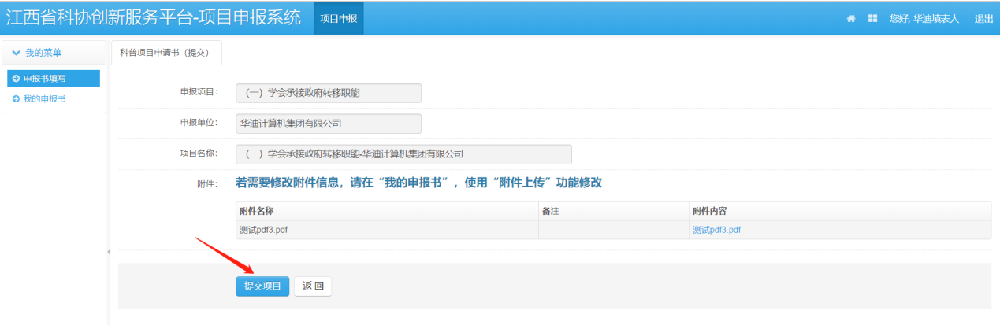 江西省科协创新服务平台-项目申报系统 项目申报 您好, 华迪填表人 退出
我的菜单
申报书填写
我的申报书
科普项目申请书（提交）
申报项目： （一）学会承接政府转移职能
申报单位： 华迪计算机集团有限公司
项目名称： （一）学会承接政府转移职能-华迪计算机集团有限公司
附件： 若需要修改附件信息，请在“我的申报书”，使用“附件上传”功能修改
附件名称 备注 附件内容
测试pdf3.pdf 测试pdf3.pdf
提交项目 返 回